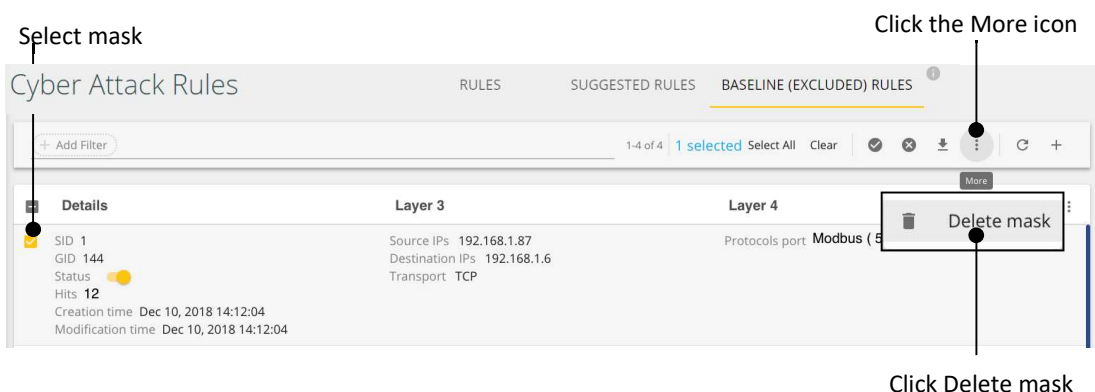 Select mask
Click the More icon
Cyber Attack Rules
RULES SUGGESTED RULES BASELINE (EXCLUDED) RULES
+ Add Filter 1-4 of 4 1 selected Select All Clear
More
Details Layer 3 Layer 4
Delete mask
SID 1 Source IPs 192.168.1.87 Protocols port Modbus ( 5
GID 144 Destination IPs 192.168.1.6
Status Transport TCP
Hits 12
Creation time Dec 10, 2018 14:12:04
Modification time Dec 10, 2018 14:12:04
Click Delete mask